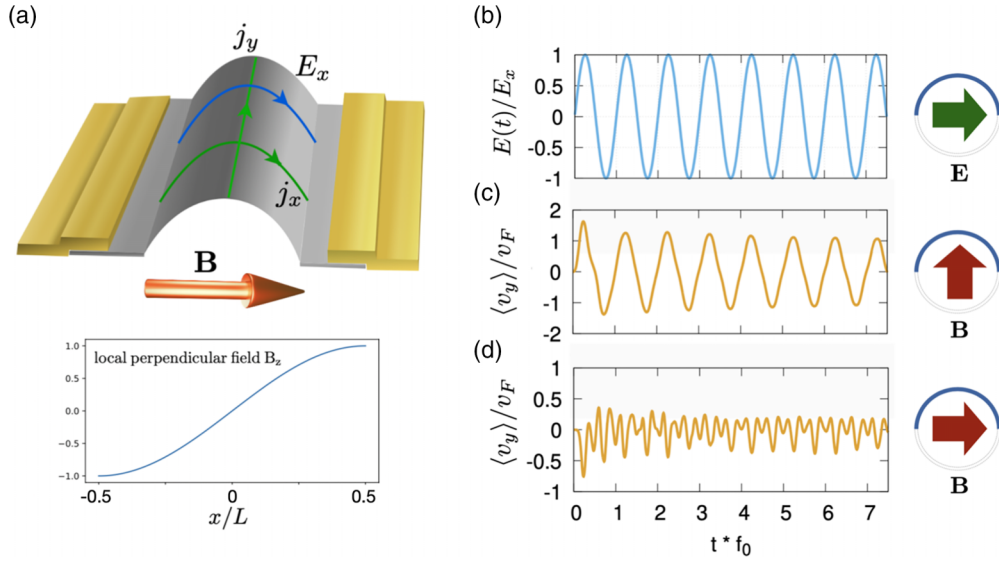 (a)
j_y
E_x
j_x
B
local perpendicular field B_z
1.0
0.5
0.0
-0.5
-1.0
-0.5 0 0.5
x/L
(b)
E(t)/E_x
1
0.5
0
-0.5
-1
E
(c)
⟨v_y⟩/v_F
2
1
0
-1
-2
B
(d)
⟨v_y⟩/v_F
1
0.5
0
-0.5
-1
0 1 2 3 4 5 6 7
t * f_0
B